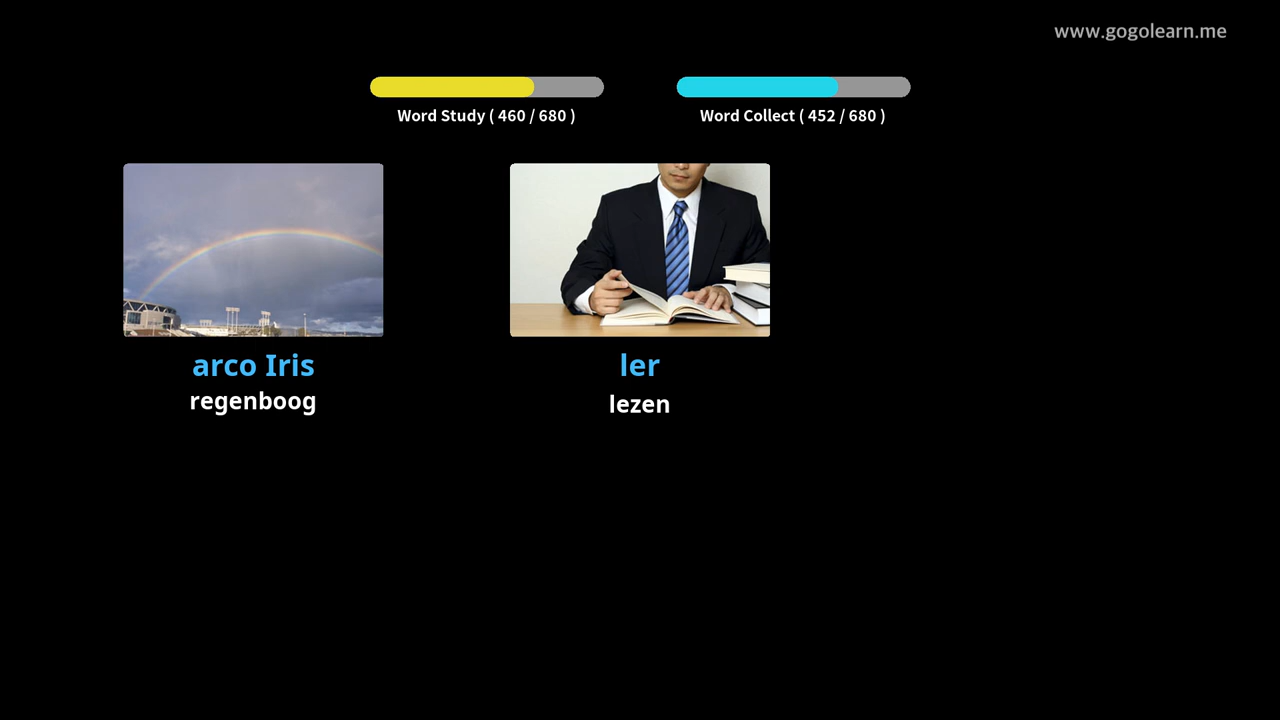 www.gogolearn.me
Word Study ( 460 / 680 )
Word Collect ( 452 / 680 )
arco Iris
regenboog
ler
lezen